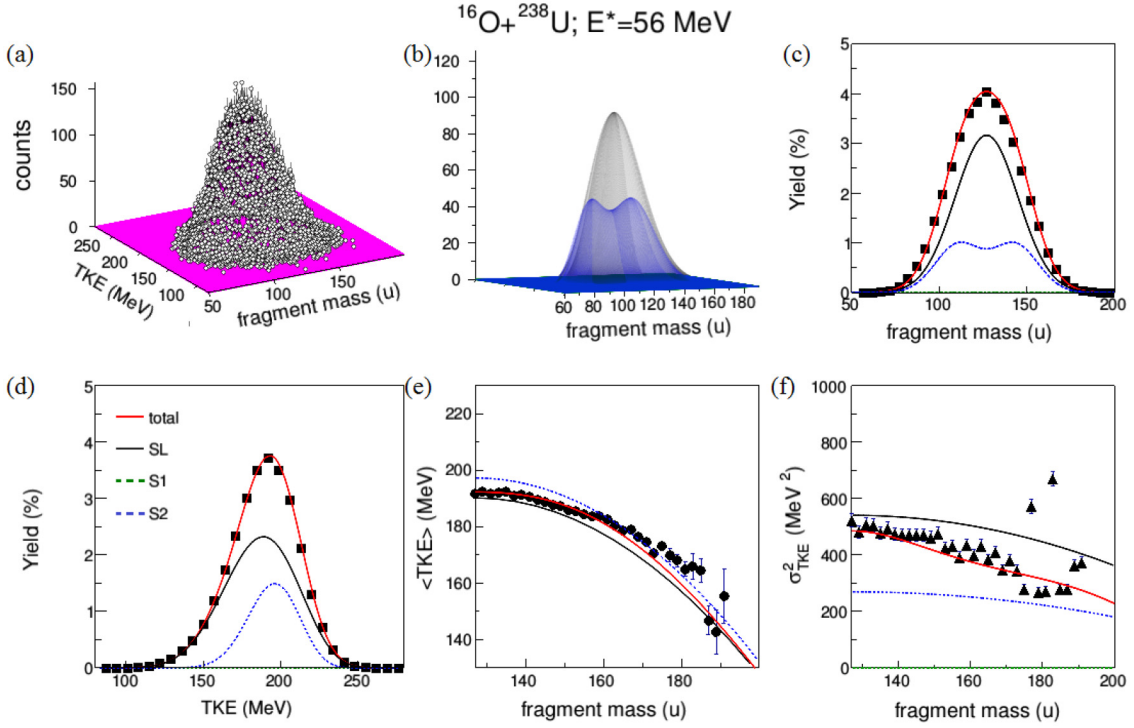 ¹⁶O+²³⁸U; E*=56 MeV
(a)
counts
150
100
50
0
250
200
150
100
TKE (MeV)
50
100
150
fragment mass (u)
(b)
120
100
80
60
40
20
0
60 80 100 120 140 160 180
fragment mass (u)
(c)
Yield (%)
5
4
3
2
1
0
50 100 150 200
fragment mass (u)
(d)
Yield (%)
5
4
3
2
1
0
total
SL
S1
S2
100 150 200 250
TKE (MeV)
(e)
<TKE> (MeV)
220
200
180
160
140
140 160 180 200
fragment mass (u)
(f)
σ²TKE (MeV²)
1000
800
600
400
200
0
140 160 180 200
fragment mass (u)